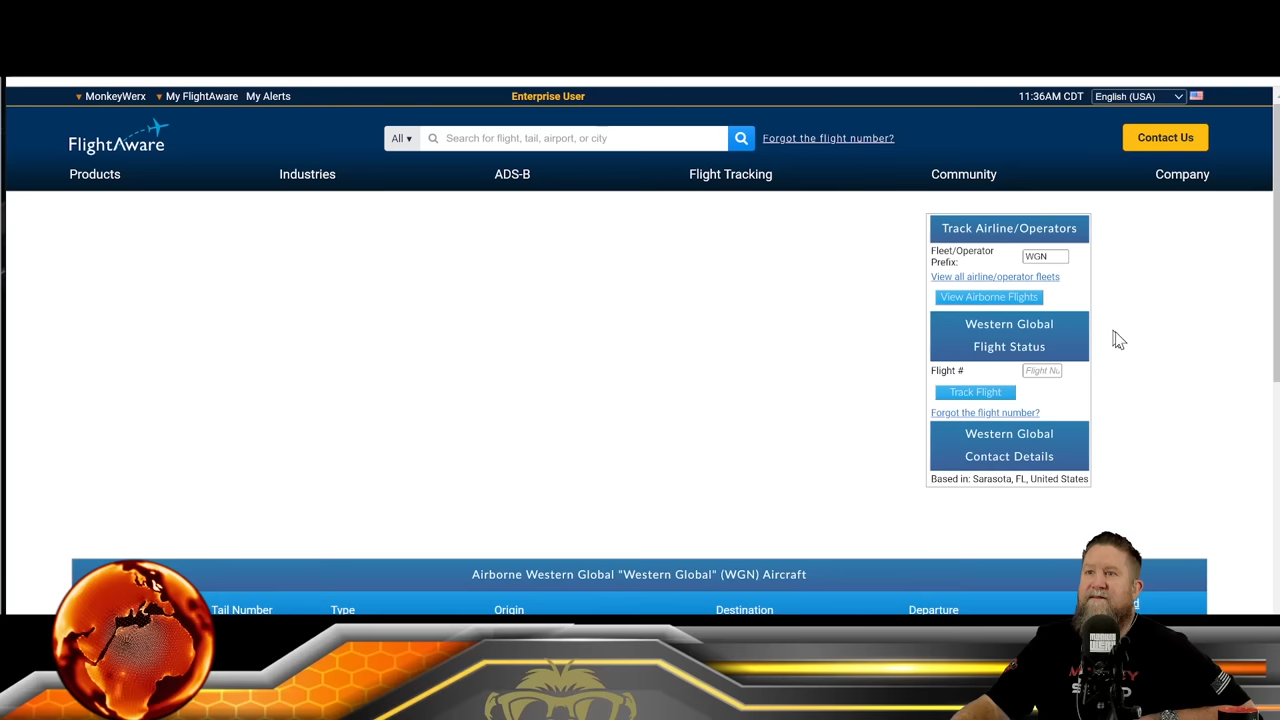 MonkeyWerx My FlightAware My Alerts Enterprise User 11:36AM CDT English (USA)
FlightAware All Search for flight, tail, airport, or city Forgot the flight number? Contact Us
Products Industries ADS-B Flight Tracking Community Company
Track Airline/Operators
Fleet/Operator
Prefix: WGN
View all airline/operator fleets
View Airborne Flights
Western Global
Flight Status
Flight #
Track Flight
Forgot the flight number?
Western Global
Contact Details
Based in: Sarasota, FL, United States
Airborne Western Global "Western Global" (WGN) Aircraft
Tail Number Type Origin Destination Departure